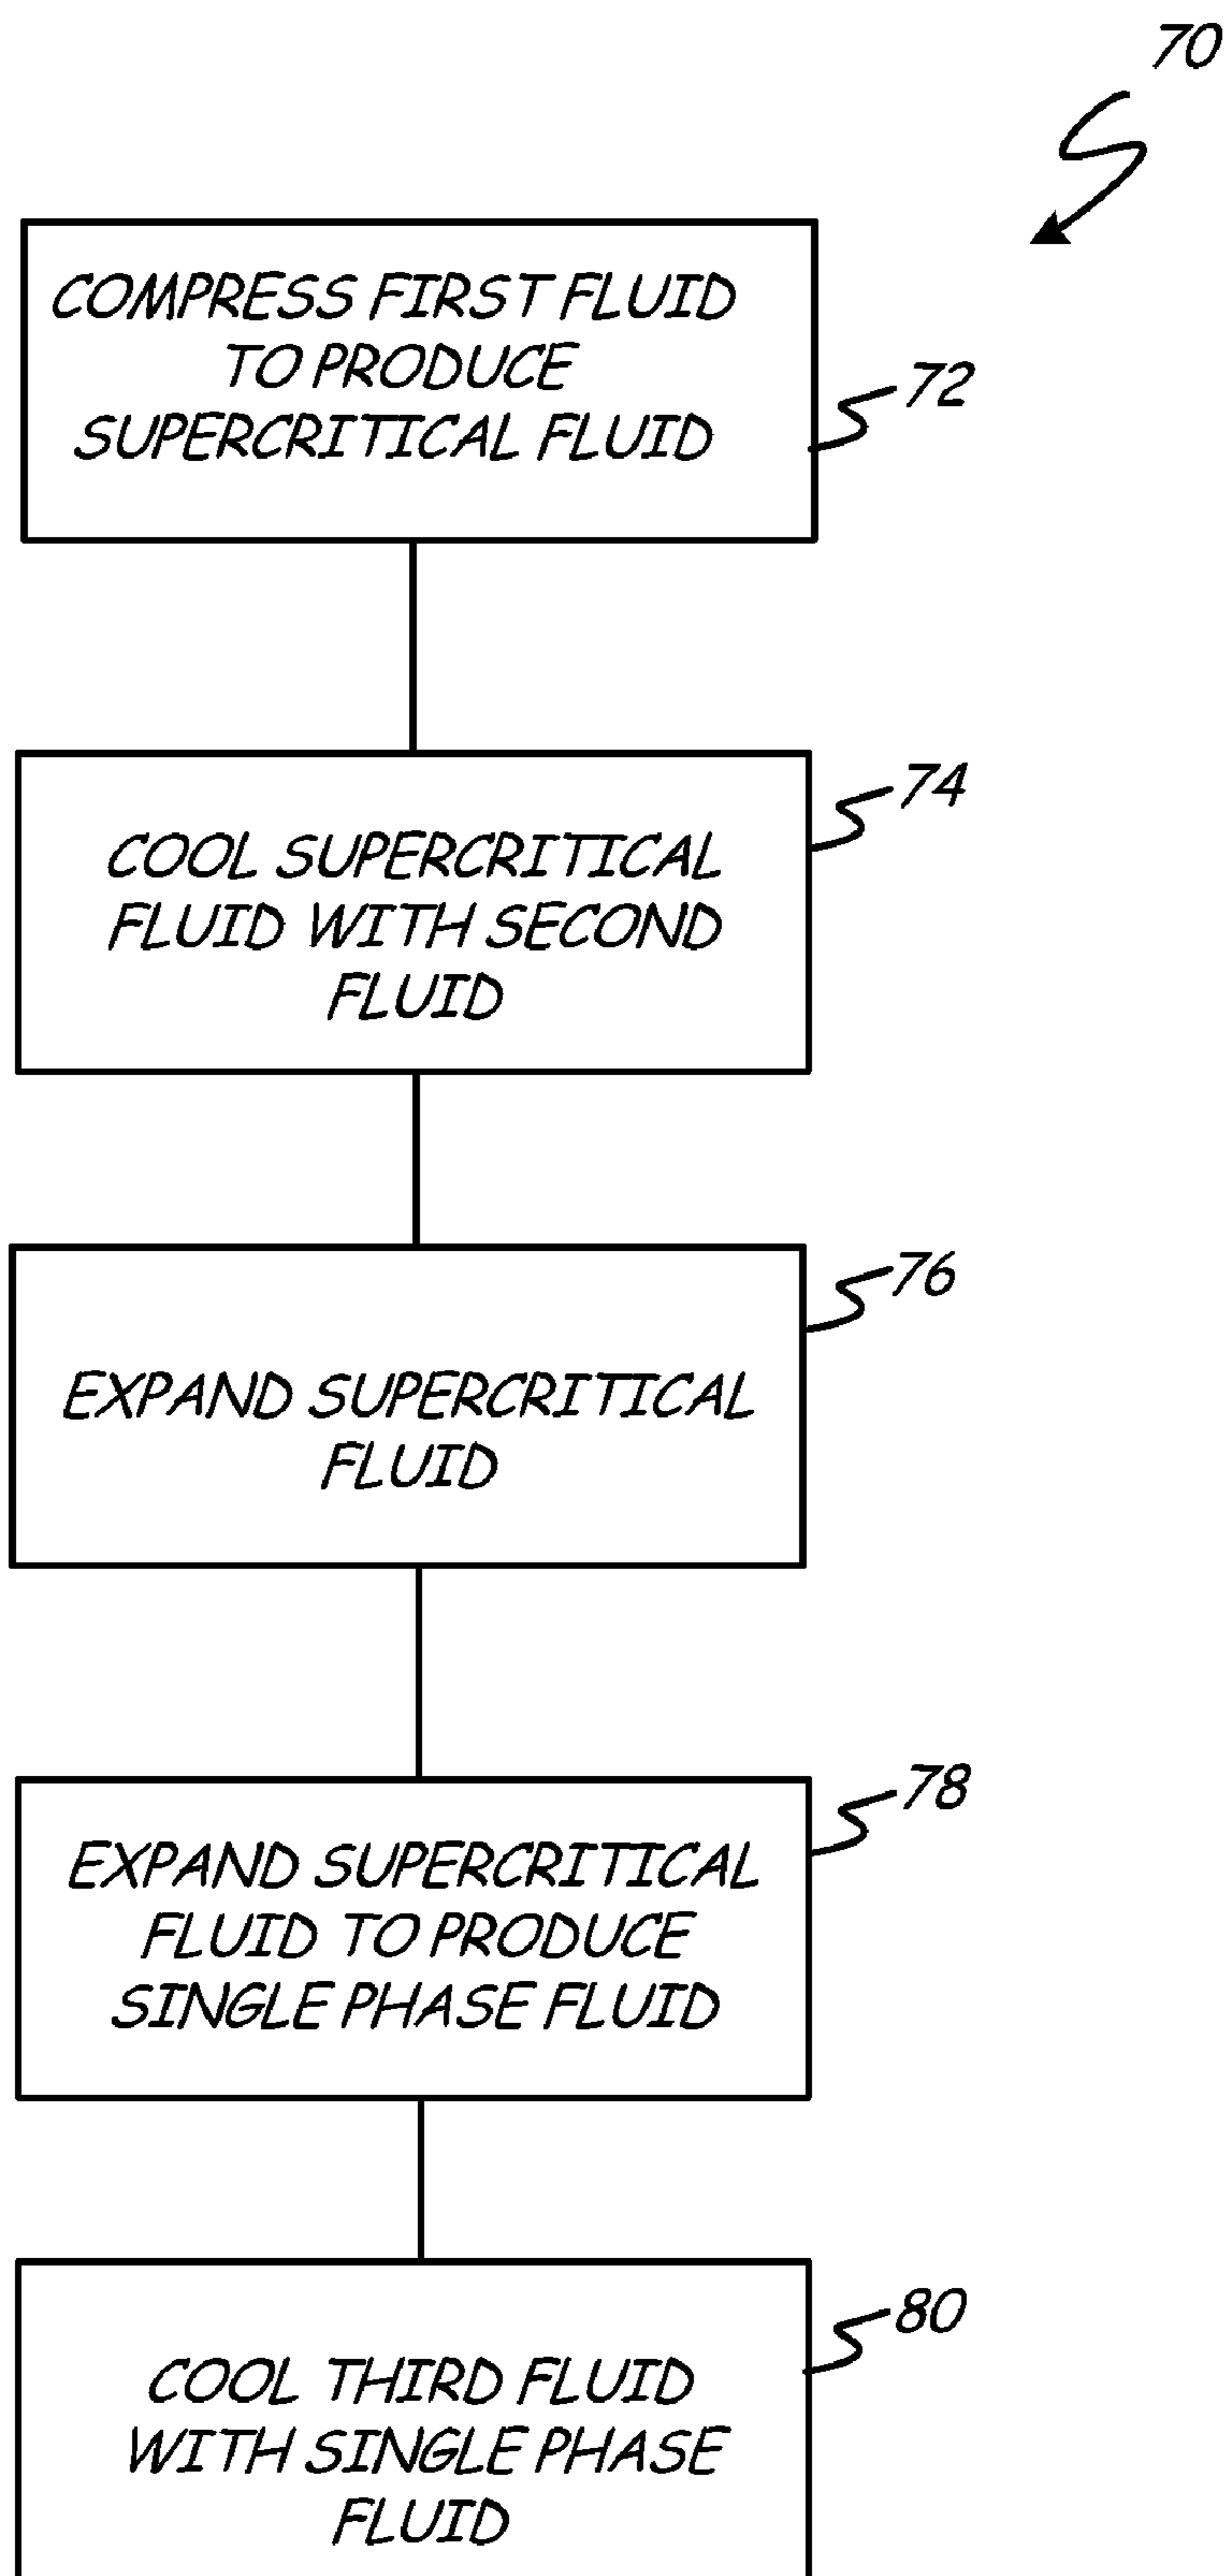 70
COMPRESS FIRST FLUID
TO PRODUCE
SUPERCRITICAL FLUID
72
COOL SUPERCRITICAL
FLUID WITH SECOND
FLUID
74
EXPAND SUPERCRITICAL
FLUID
76
EXPAND SUPERCRITICAL
FLUID TO PRODUCE
SINGLE PHASE FLUID
78
COOL THIRD FLUID
WITH SINGLE PHASE
FLUID
80